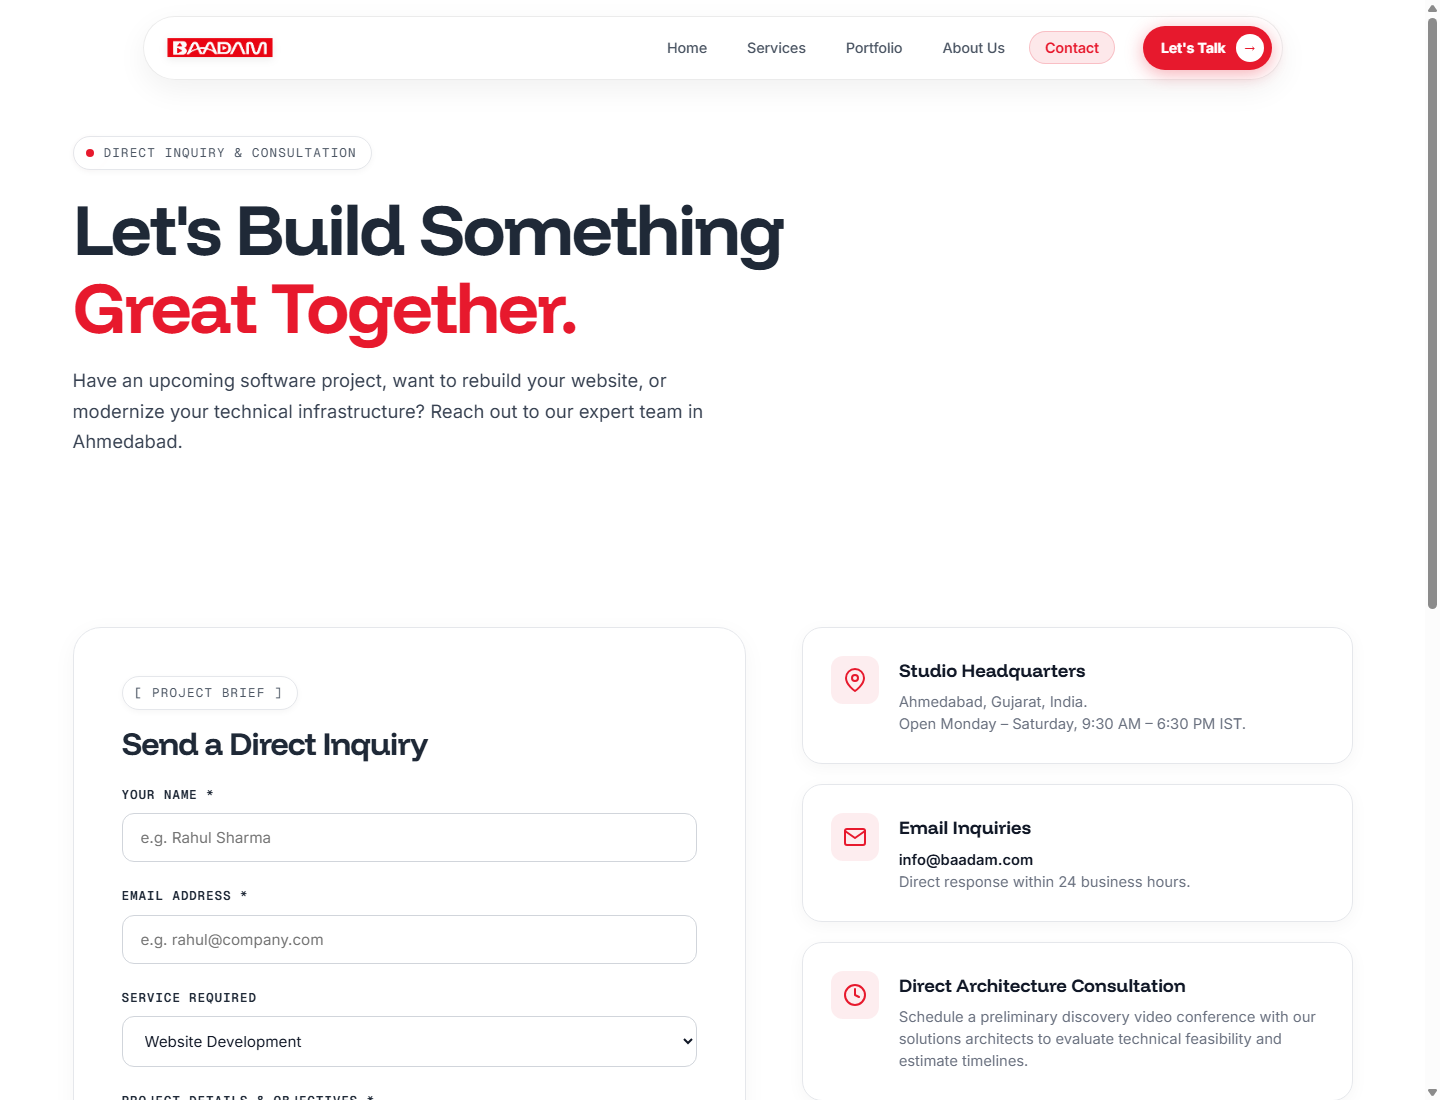 BAADAM
Home
Services
Portfolio
About Us
Contact
Let's Talk →
DIRECT INQUIRY & CONSULTATION
Let's Build Something
Great Together.
Have an upcoming software project, want to rebuild your website, or
modernize your technical infrastructure? Reach out to our expert team in
Ahmedabad.
[ PROJECT BRIEF ]
Send a Direct Inquiry
YOUR NAME *
e.g. Rahul Sharma
EMAIL ADDRESS *
e.g. rahul@company.com
SERVICE REQUIRED
Website Development
PROJECT DETAILS & OBJECTIVES *
Studio Headquarters
Ahmedabad, Gujarat, India.
Open Monday – Saturday, 9:30 AM – 6:30 PM IST.
Email Inquiries
info@baadam.com
Direct response within 24 business hours.
Direct Architecture Consultation
Schedule a preliminary discovery video conference with our
solutions architects to evaluate technical feasibility and
estimate timelines.